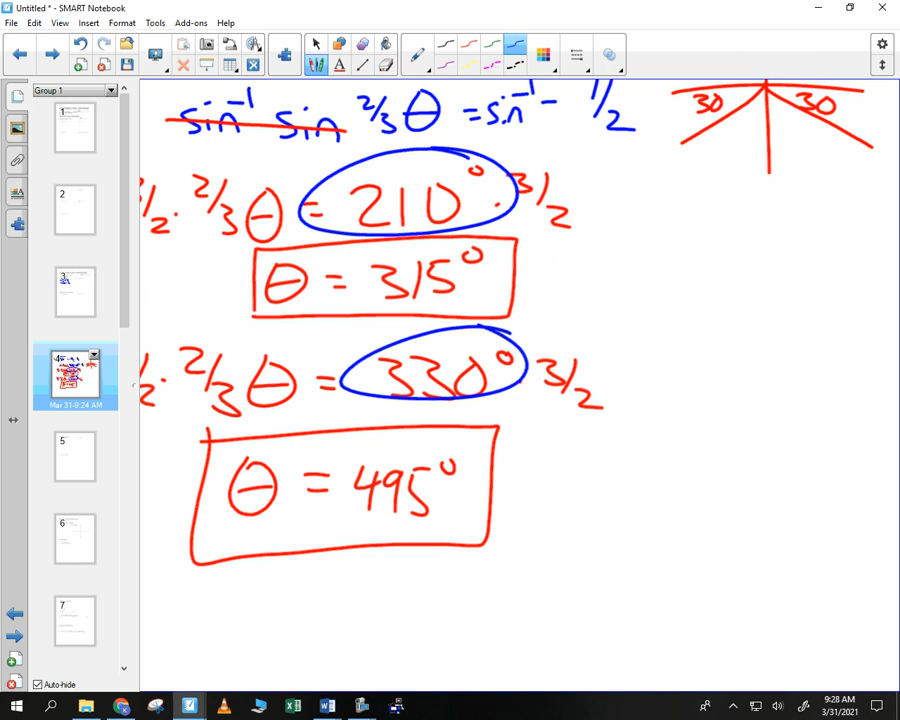 Untitled * - SMART Notebook
File Edit View Insert Format Tools Add-ons Help
Group 1
1
2
3
4
Mar 31-9:24 AM
5
6
7
Auto-hide
sin⁻¹ sin 2/3 θ = sin⁻¹ - 1/2
30 30
/2 · 2/3 θ = 210° · 3/2
θ = 315°
/2 · 2/3 θ = 330° 3/2
θ = 495°
9:28 AM
3/31/2021